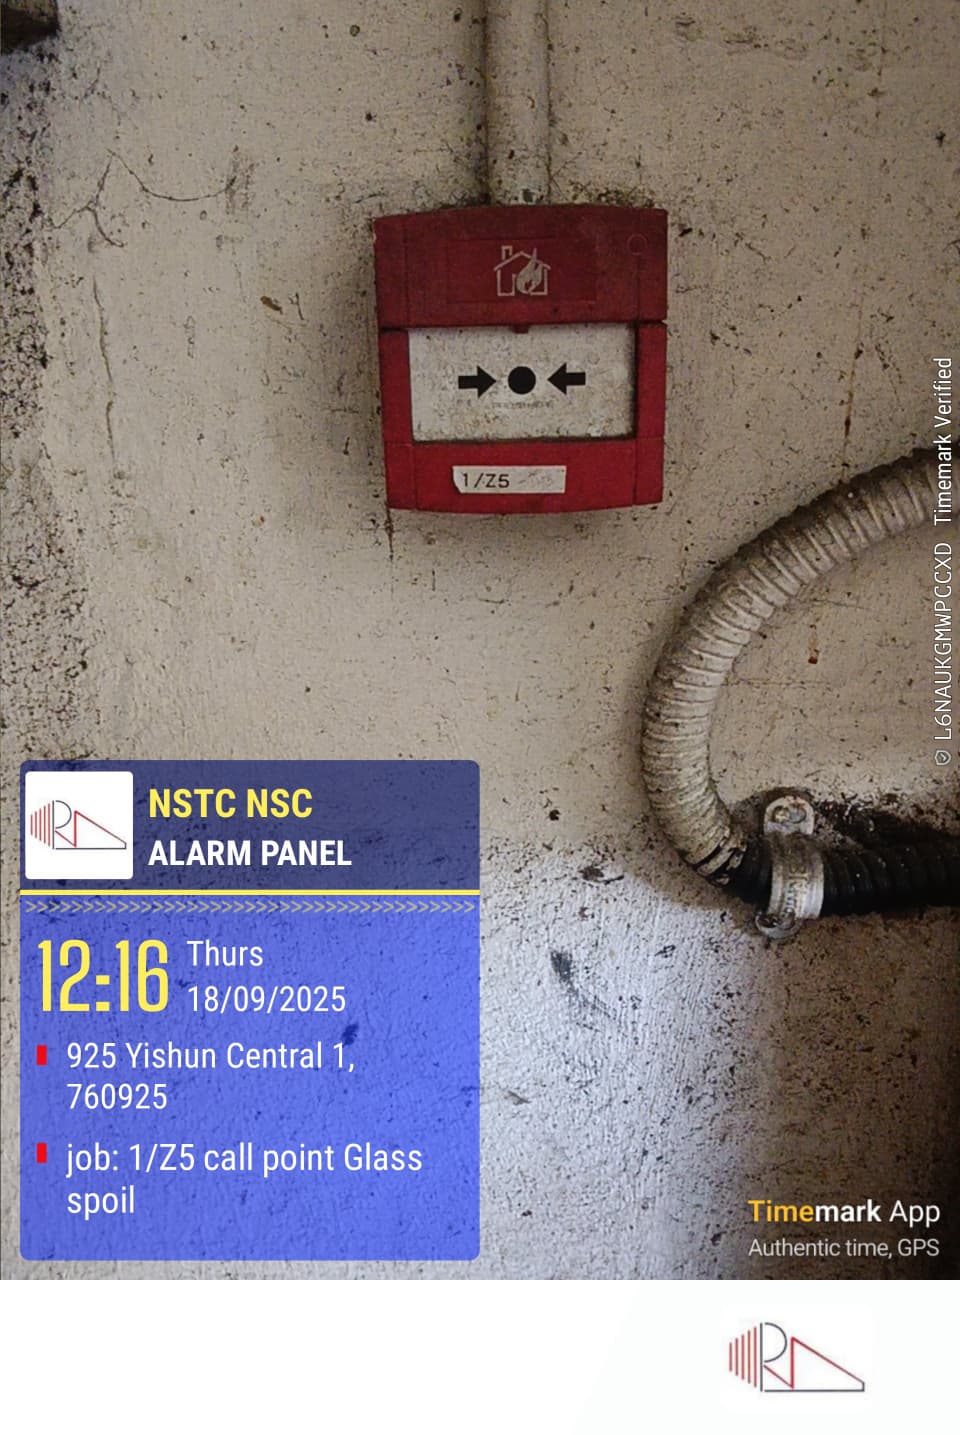 1/Z5
NSTC NSC
ALARM PANEL
12:16
Thurs
18/09/2025
925 Yishun Central 1,
760925
job: 1/Z5 call point Glass
spoil
Timemark App
Authentic time, GPS
L6NAUKGMWPCCXD Timemark Verified